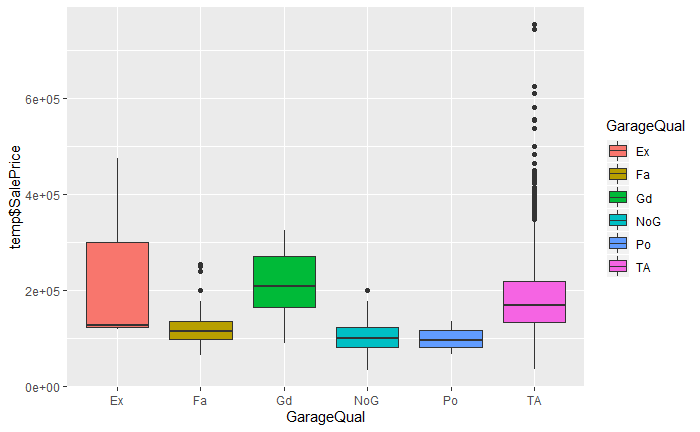 temp$SalePrice
6e+05
4e+05
2e+05
0e+00
Ex Fa Gd NoG Po TA
GarageQual
GarageQual
Ex
Fa
Gd
NoG
Po
TA